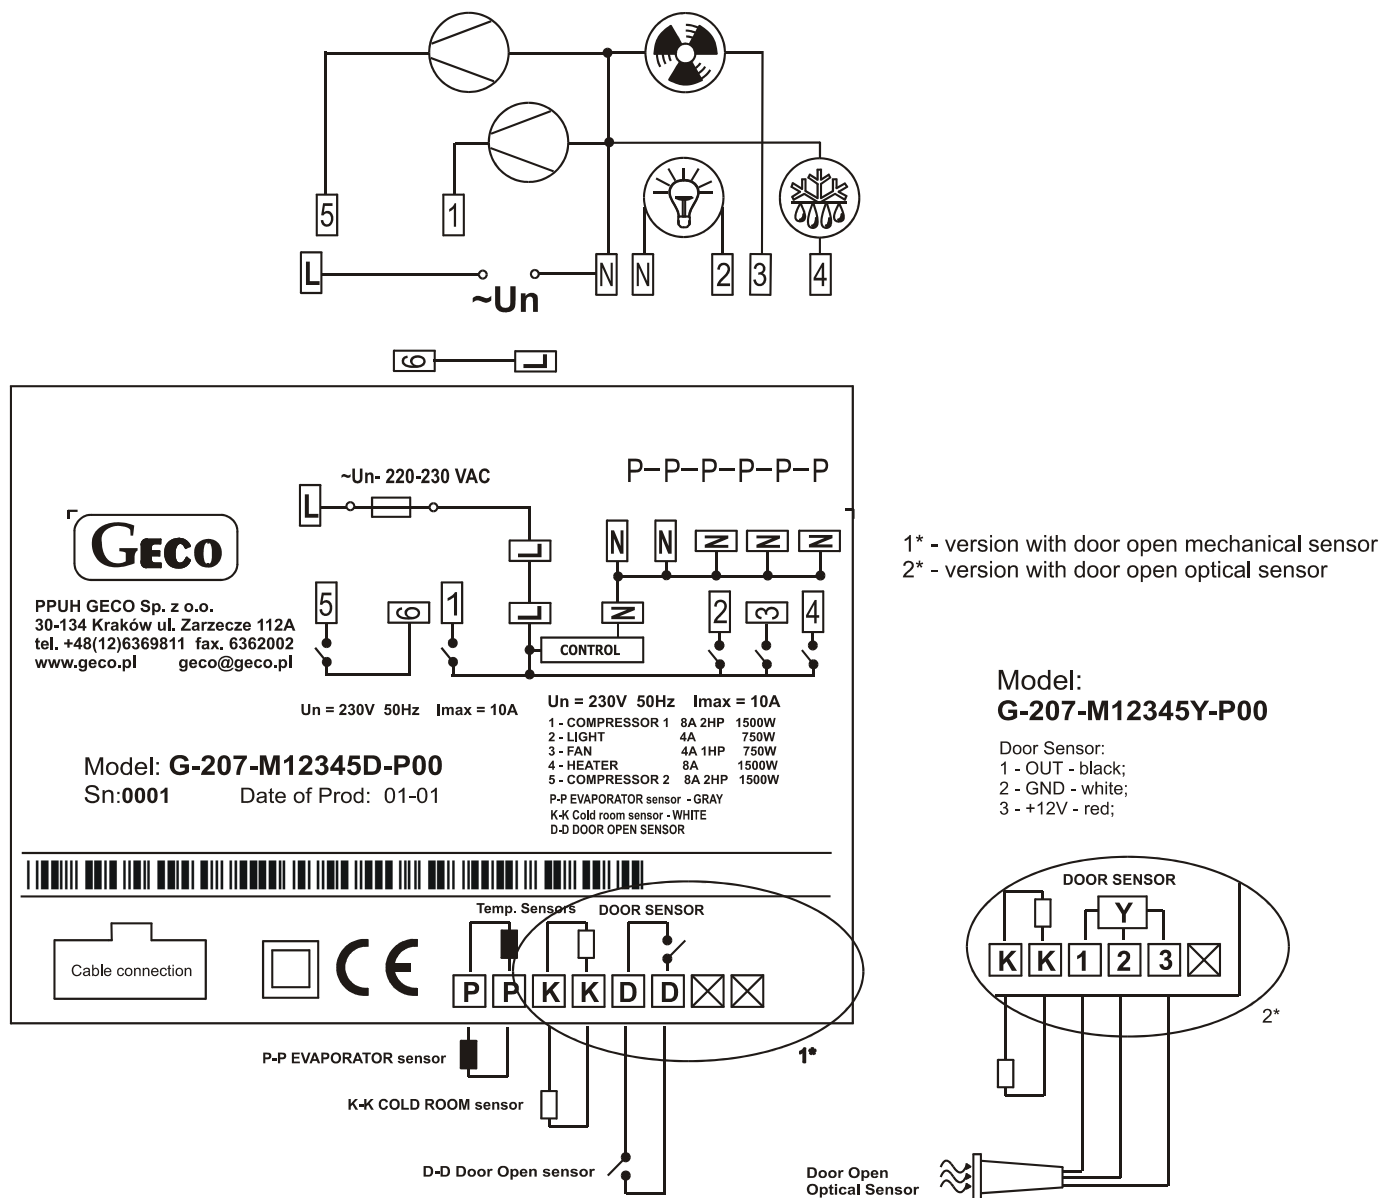 5
1
L
N
N
2
3
4
~Un
6
L
~Un- 220-230 VAC
P-P-P-P-P-P
L
N
N
N
N
N
L
GECO
5
6
1
L
N
2
3
4
CONTROL
PPUH GECO Sp. z o.o.
30-134 Kraków ul. Zarzecze 112A
tel. +48(12)6369811 fax. 6362002
www.geco.pl geco@geco.pl
Un = 230V 50Hz Imax = 10A
Un = 230V 50Hz Imax = 10A
1 - COMPRESSOR 1 8A 2HP 1500W
2 - LIGHT 4A 750W
3 - FAN 4A 1HP 750W
4 - HEATER 8A 1500W
5 - COMPRESSOR 2 8A 2HP 1500W
P-P EVAPORATOR sensor - GRAY
K-K Cold room sensor - WHITE
D-D DOOR OPEN SENSOR
Model: G-207-M12345D-P00
Sn:0001 Date of Prod: 01-01
Temp. Sensors DOOR SENSOR
Cable connection
CE
P P K K D D
1*
P-P EVAPORATOR sensor
K-K COLD ROOM sensor
D-D Door Open sensor
1* - version with door open mechanical sensor
2* - version with door open optical sensor
Model:
G-207-M12345Y-P00
Door Sensor:
1 - OUT - black;
2 - GND - white;
3 - +12V - red;
DOOR SENSOR
Y
K K 1 2 3
2*
Door Open
Optical Sensor